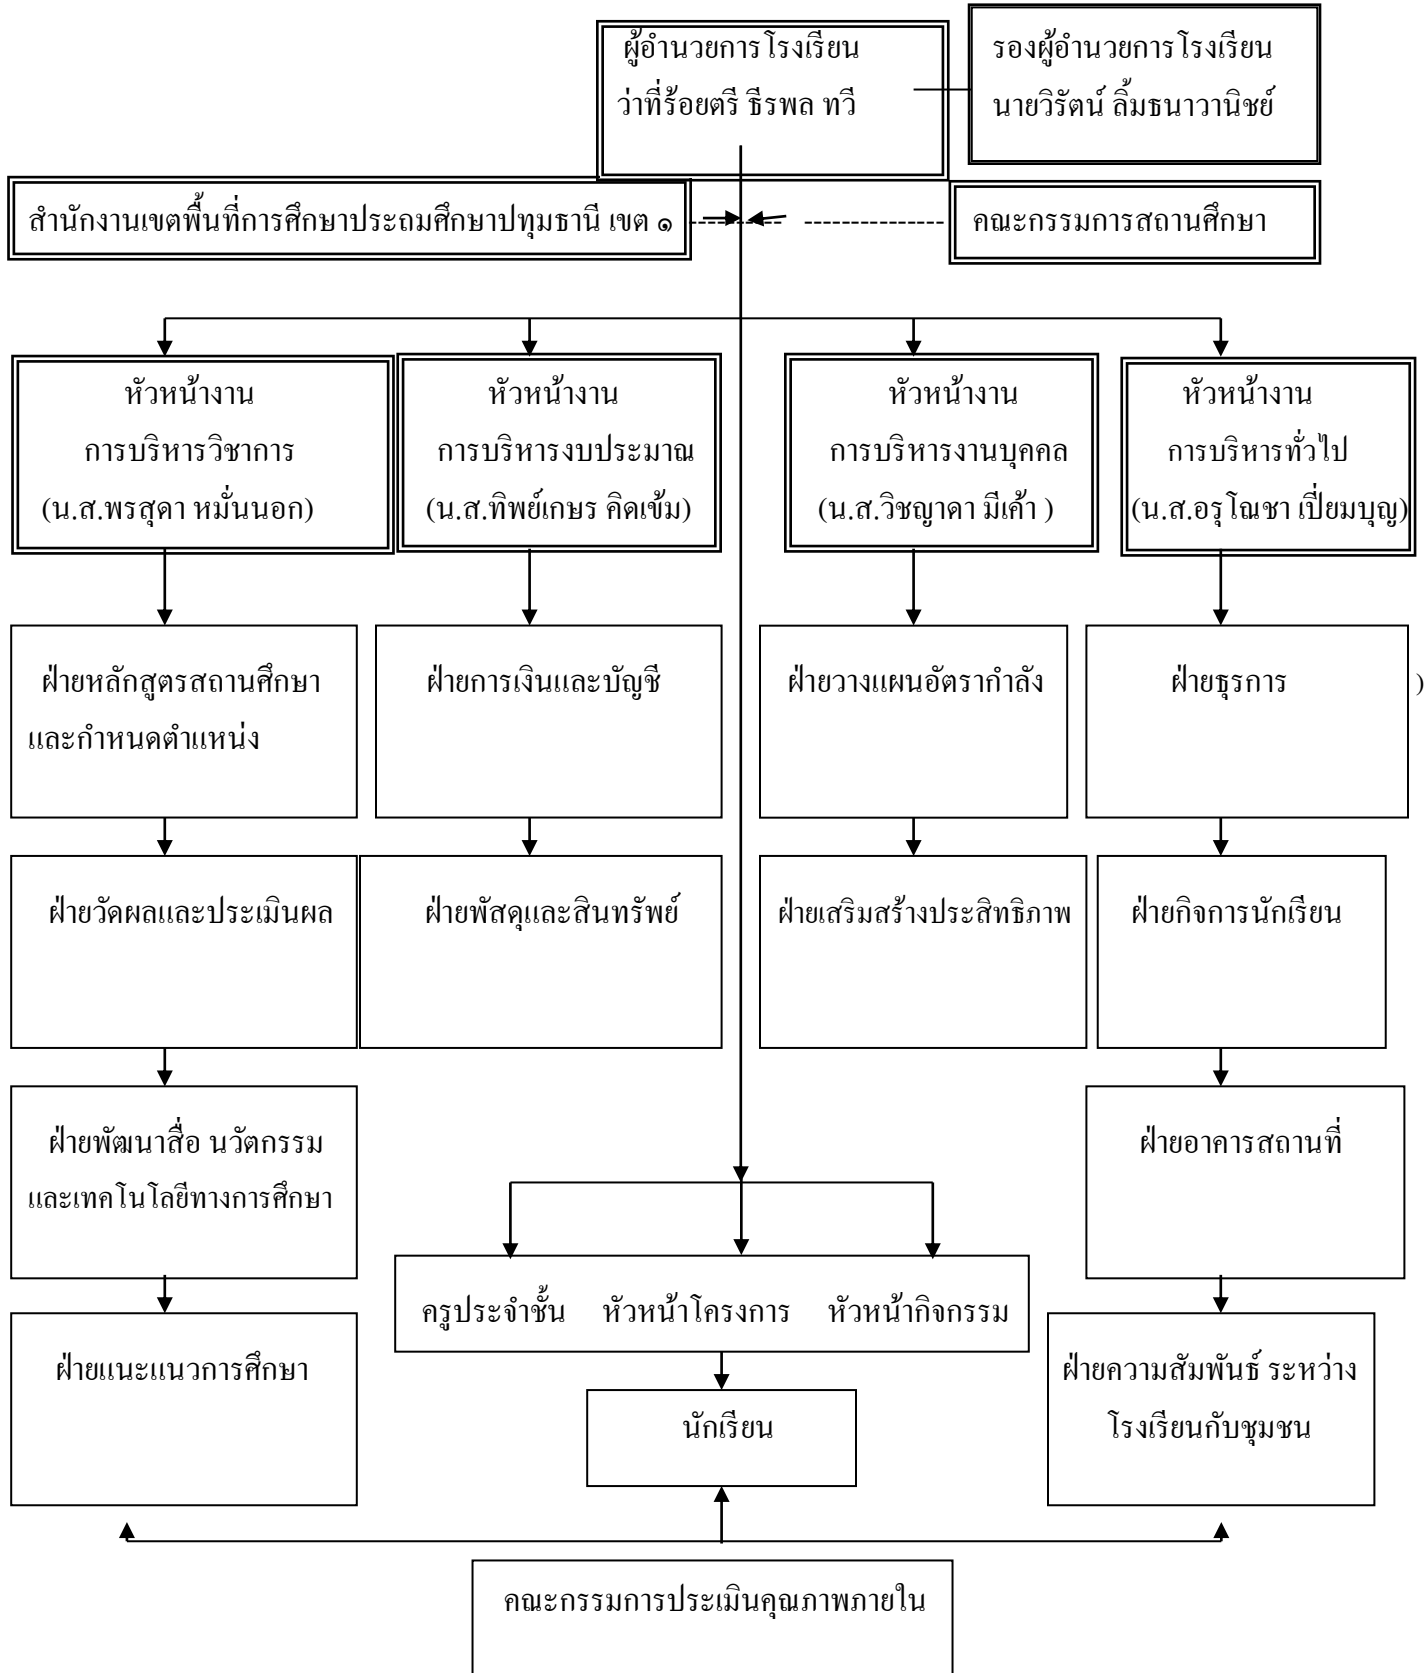 ผู้อำนวยการโรงเรียน
ว่าที่ร้อยตรี ธีรพล ทวี
รองผู้อำนวยการโรงเรียน
นายวิรัตน์ ลิ้มธนาวานิชย์
สำนักงานเขตพื้นที่การศึกษาประถมศึกษาปทุมธานี เขต ๑
คณะกรรมการสถานศึกษา
หัวหน้างาน
การบริหารวิชาการ
(น.ส.พรสุดา หมั่นนอก)
หัวหน้างาน
การบริหารงบประมาณ
(น.ส.ทิพย์เกษร คิดเข้ม)
หัวหน้างาน
การบริหารงานบุคคล
(น.ส.วิชญาดา มีเค้า )
หัวหน้างาน
การบริหารทั่วไป
(น.ส.อรุโณชา เปี่ยมบุญ)
ฝ่ายหลักสูตรสถานศึกษา
และกำหนดตำแหน่ง
ฝ่ายการเงินและบัญชี
ฝ่ายวางแผนอัตรากำลัง
ฝ่ายธุรการ
)
ฝ่ายวัดผลและประเมินผล
ฝ่ายพัสดุและสินทรัพย์
ฝ่ายเสริมสร้างประสิทธิภาพ
ฝ่ายกิจการนักเรียน
ฝ่ายพัฒนาสื่อ นวัตกรรม
และเทคโนโลยีทางการศึกษา
ฝ่ายอาคารสถานที่
ครูประจำชั้น หัวหน้าโครงการ หัวหน้ากิจกรรม
ฝ่ายแนะแนวการศึกษา
ฝ่ายความสัมพันธ์ ระหว่าง
โรงเรียนกับชุมชน
นักเรียน
คณะกรรมการประเมินคุณภาพภายใน